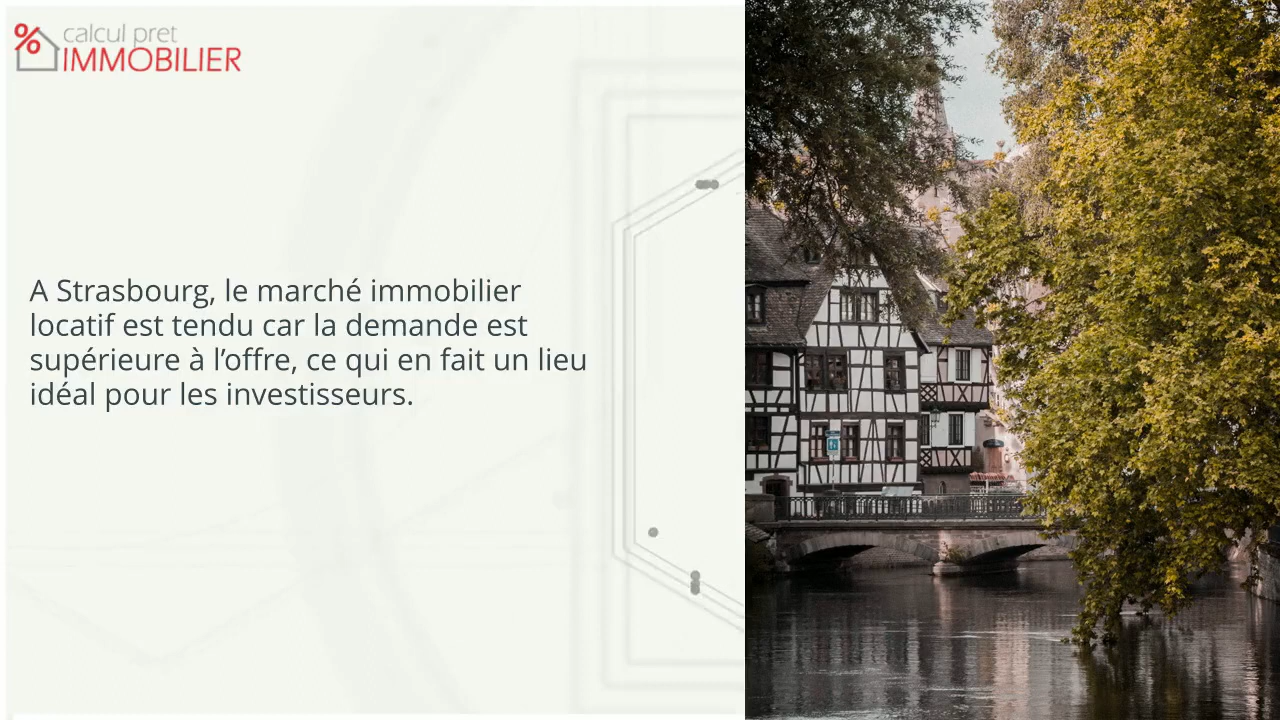 calcul pret
IMMOBILIER
A Strasbourg, le marché immobilier
locatif est tendu car la demande est
supérieure à l’offre, ce qui en fait un lieu
idéal pour les investisseurs.